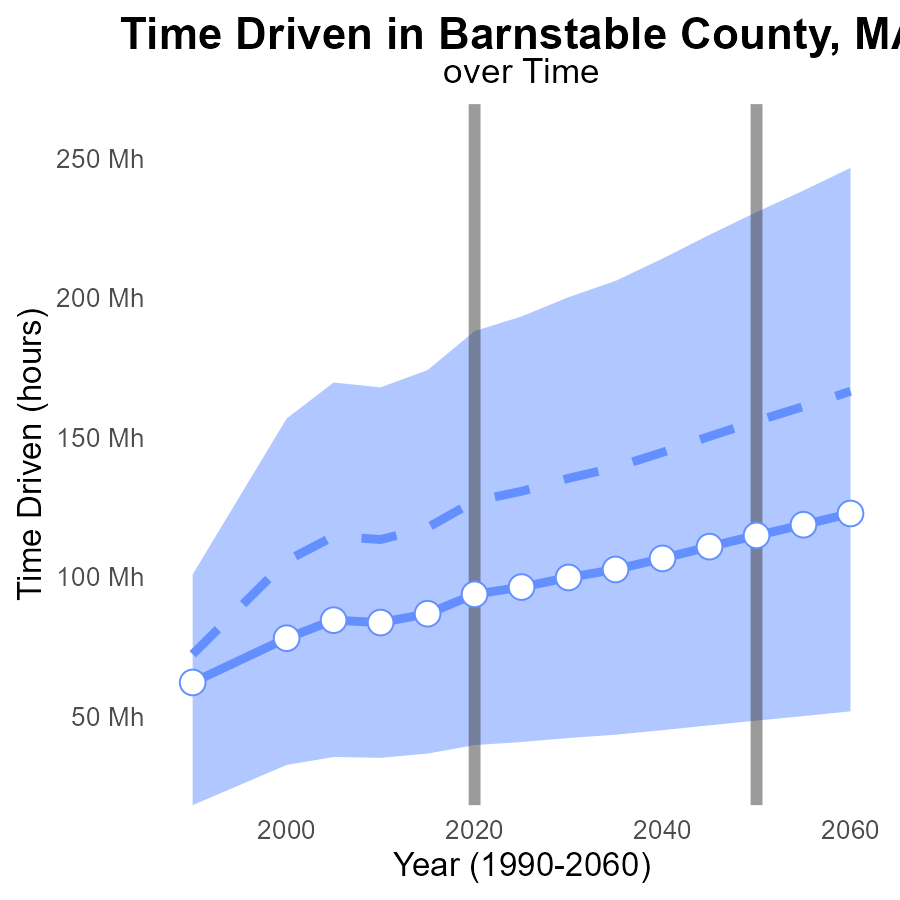 Time Driven in Barnstable County, MA
over Time
250 Mh
200 Mh
150 Mh
100 Mh
50 Mh
Time Driven (hours)
2000 2020 2040 2060
Year (1990-2060)